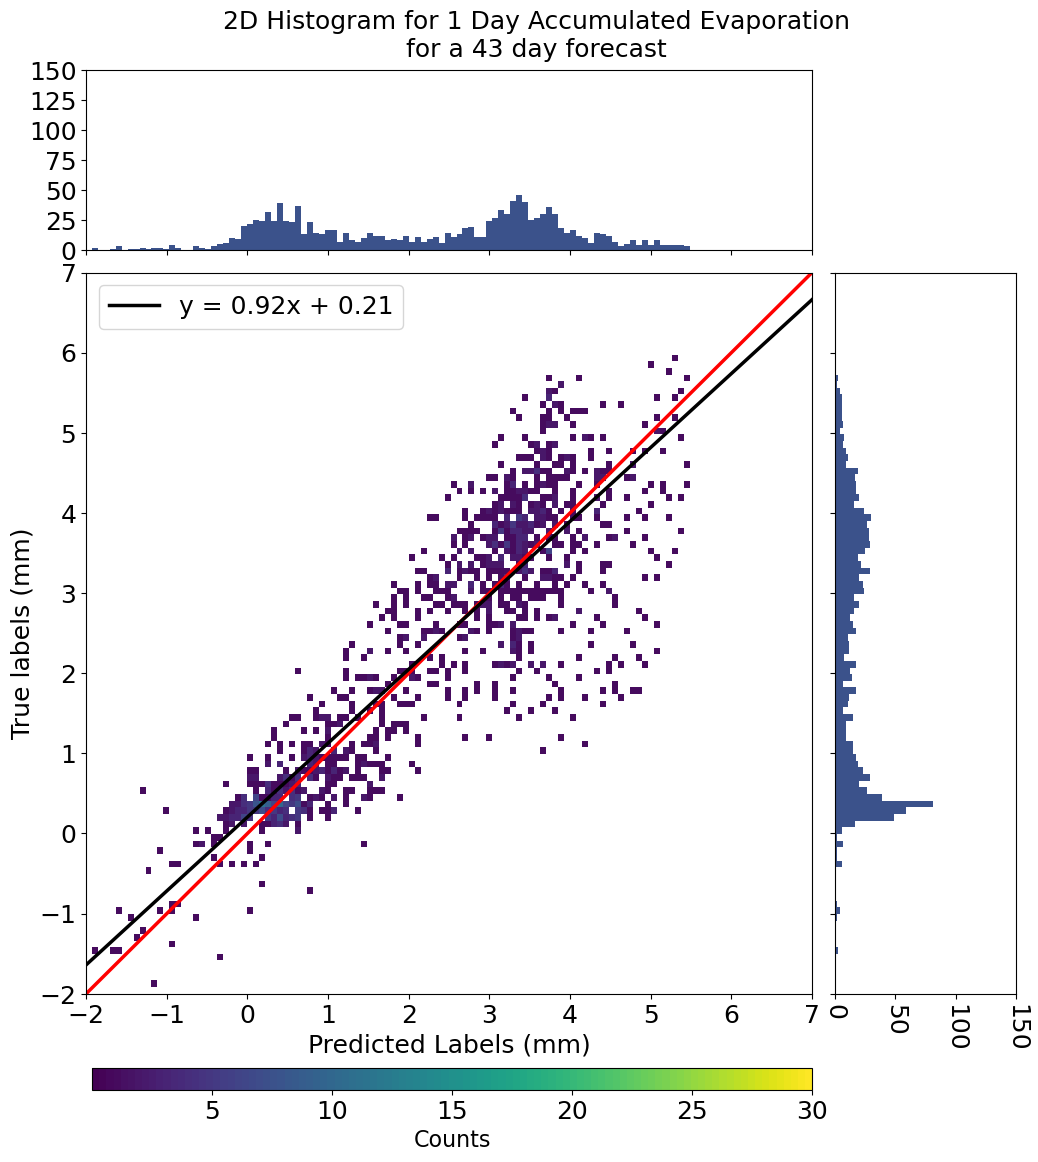 2D Histogram for 1 Day Accumulated Evaporation
for a 43 day forecast
150
125
100
75
50
25
0
7
6
5
4
3
2
1
0
−1
−2
True labels (mm)
y = 0.92x + 0.21
−2 −1 0 1 2 3 4 5 6 7
Predicted Labels (mm)
0 50 100 150
5 10 15 20 25 30
Counts